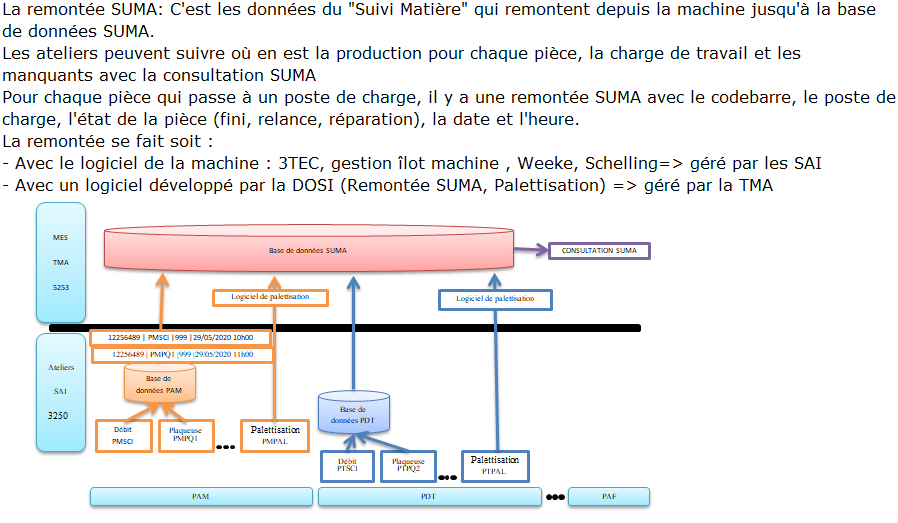 La remontée SUMA: C'est les données du "Suivi Matière" qui remontent depuis la machine jusqu'à la base
de données SUMA.
Les ateliers peuvent suivre où en est la production pour chaque pièce, la charge de travail et les
manquants avec la consultation SUMA
Pour chaque pièce qui passe à un poste de charge, il y a une remontée SUMA avec le codebarre, le poste de
charge, l'état de la pièce (fini, relance, réparation), la date et l'heure.
La remontée se fait soit :
- Avec le logiciel de la machine : 3TEC, gestion îlot machine , Weeke, Schelling=> géré par les SAI
- Avec un logiciel développé par la DOSI (Remontée SUMA, Palettisation) => géré par la TMA
MES
TMA
5253
Base de données SUMA
CONSULTATION SUMA
Logiciel de palettisation
Logiciel de palettisation
12256489 | PMSCI |999 |29/05/2020 10h00
12256489 | PMPQ1 |999 |29/05/2020 11h00
Ateliers
SAI
3250
Base de
données PAM
Base de
données PDT
Débit
PMSCI
Plaqueuse
PMPQ1
Palettisation
PMPAL
Débit
PTSCI
Plaqueuse
PTPQ2
Palettisation
PTPAL
PAM
PDT
PAF